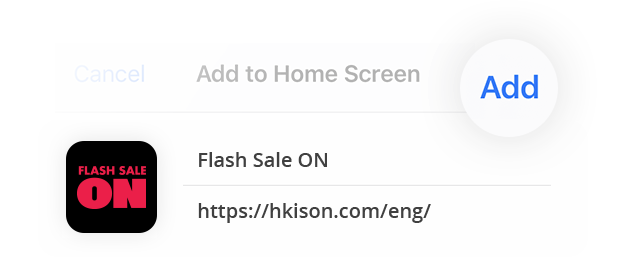 Cancel Add to Home Screen Add
FLASH SALE
ON
Flash Sale ON
https://hkison.com/eng/